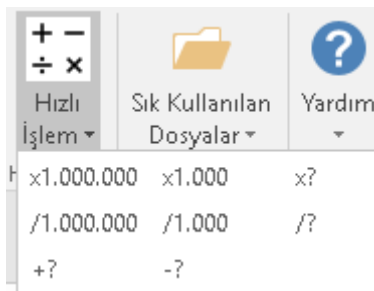 Hızlı İşlem
Sık Kullanılan Dosyalar
Yardım
x1.000.000 x1.000 x?
/1.000.000 /1.000 /?
+? -?